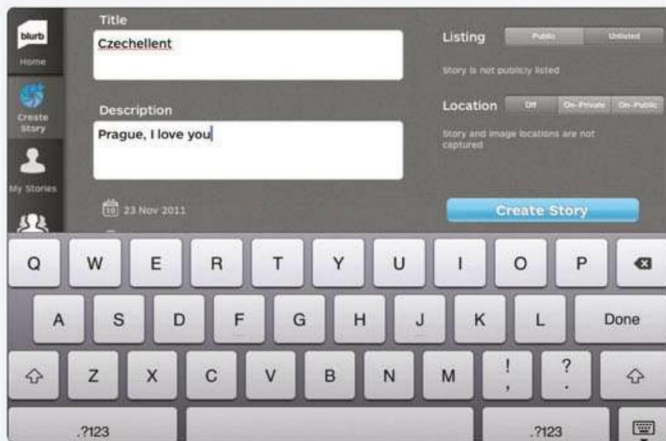 Title
Czechellent
Listing
Public
Unlisted
Story is not publicly listed
Location
Off
On-Private
On-Public
Story and image locations are not
captured
Description
Prague, I love you
23 Nov 2011
Create Story
blurb
Home
Create
Story
My Stories
Q W E R T Y U I O P
A S D F G H J K L Done
Z X C V B N M ! , ? .
.?123 .?123